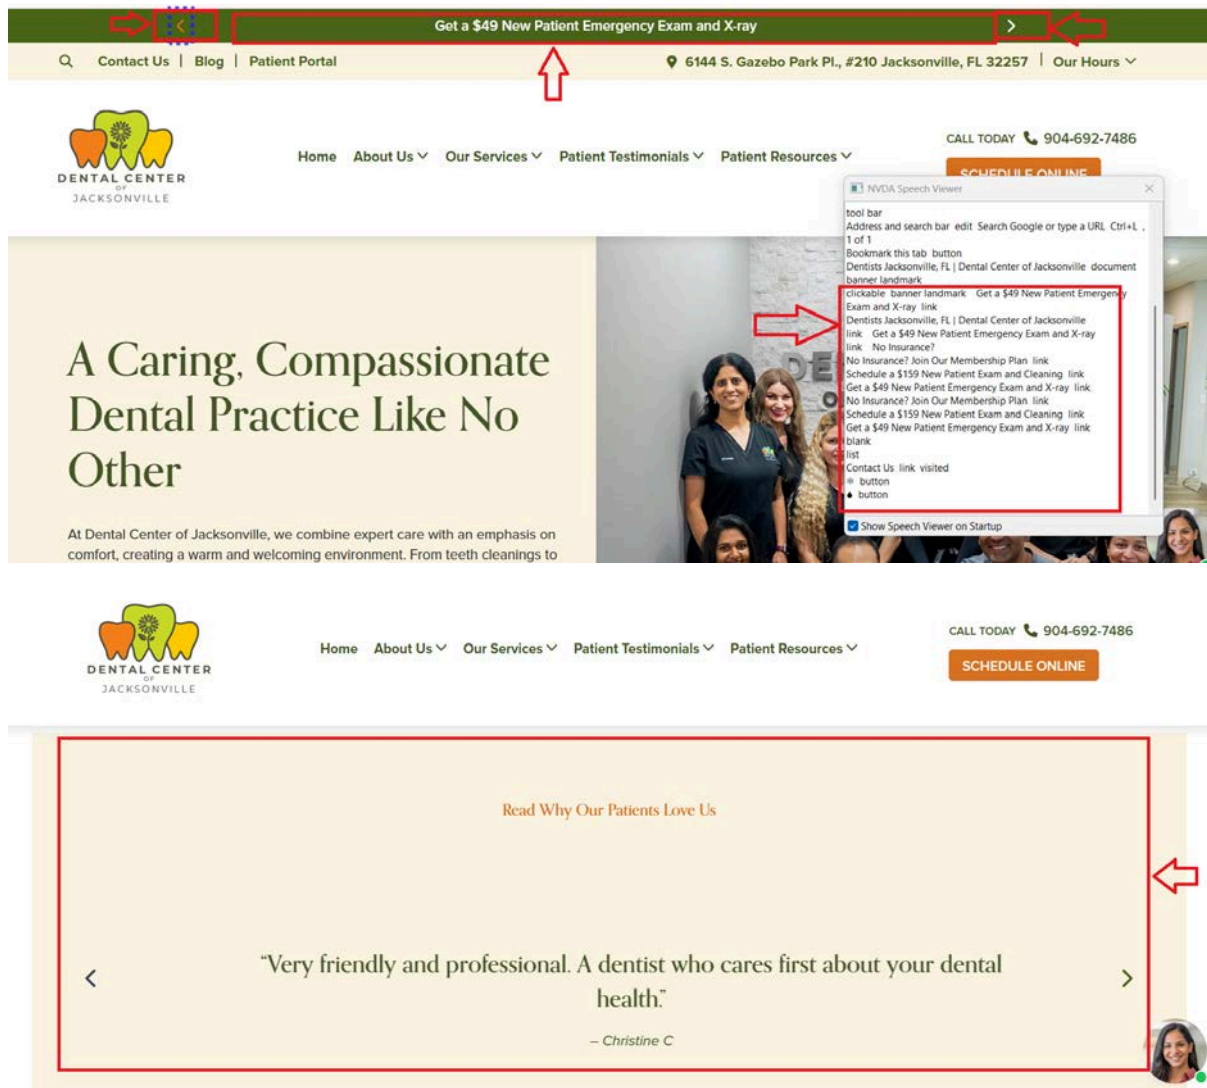 Get a $49 New Patient Emergency Exam and X-ray
Contact Us | Blog | Patient Portal
6144 S. Gazebo Park Pl., #210 Jacksonville, FL 32257 | Our Hours
DENTAL CENTER
OF
JACKSONVILLE
Home About Us Our Services Patient Testimonials Patient Resources
CALL TODAY 904-692-7486
SCHEDULE ONLINE
NVDA Speech Viewer
tool bar
Address and search bar edit Search Google or type a URL Ctrl+L ,
1 of 1
Bookmark this tab button
Dentists Jacksonville, FL | Dental Center of Jacksonville document
banner landmark
clickable banner landmark Get a $49 New Patient Emergency
Exam and X-ray link
Dentists Jacksonville, FL | Dental Center of Jacksonville
link Get a $49 New Patient Emergency Exam and X-ray
link No Insurance?
No Insurance? Join Our Membership Plan link
Schedule a $159 New Patient Exam and Cleaning link
Get a $49 New Patient Emergency Exam and X-ray link
No Insurance? Join Our Membership Plan link
Schedule a $159 New Patient Exam and Cleaning link
Get a $49 New Patient Emergency Exam and X-ray link
blank
list
Contact Us link visited
button
button
Show Speech Viewer on Startup
A Caring, Compassionate
Dental Practice Like No
Other
At Dental Center of Jacksonville, we combine expert care with an emphasis on
comfort, creating a warm and welcoming environment. From teeth cleanings to
DENTAL CENTER
OF
JACKSONVILLE
Home About Us Our Services Patient Testimonials Patient Resources
CALL TODAY 904-692-7486
SCHEDULE ONLINE
Read Why Our Patients Love Us
“Very friendly and professional. A dentist who cares first about your dental
health.”
– Christine C